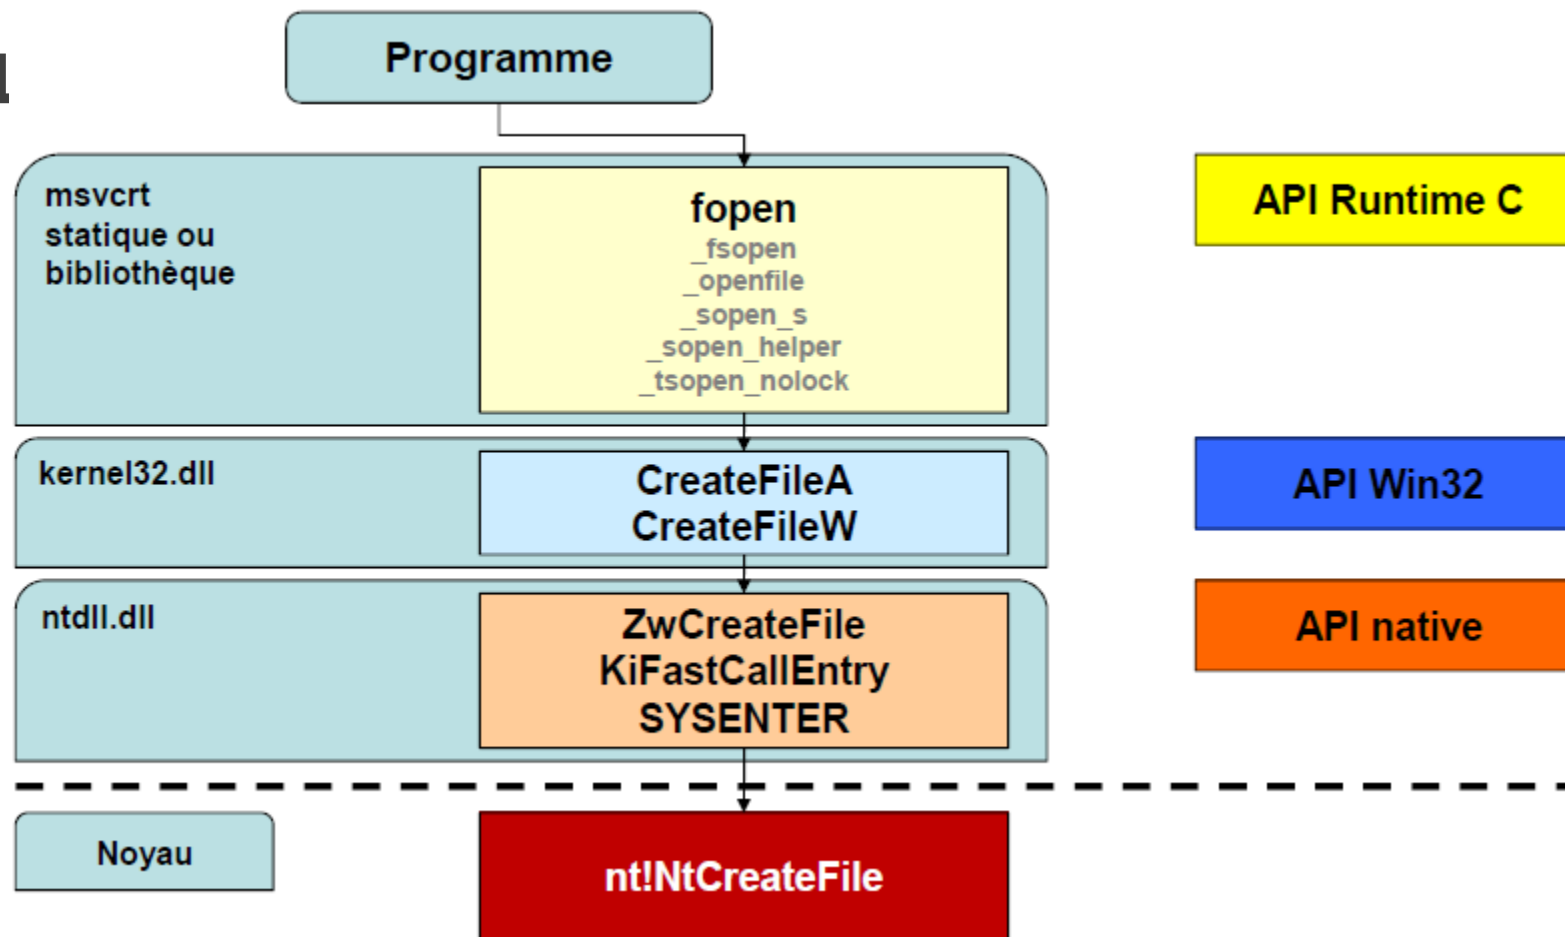 Programme
msvcrt
statique ou
bibliothèque
fopen
_fsopen
_openfile
_sopen_s
_sopen_helper
_tsopen_nolock
API Runtime C
kernel32.dll
CreateFileA
CreateFileW
API Win32
ntdll.dll
ZwCreateFile
KiFastCallEntry
SYSENTER
API native
Noyau
nt!NtCreateFile